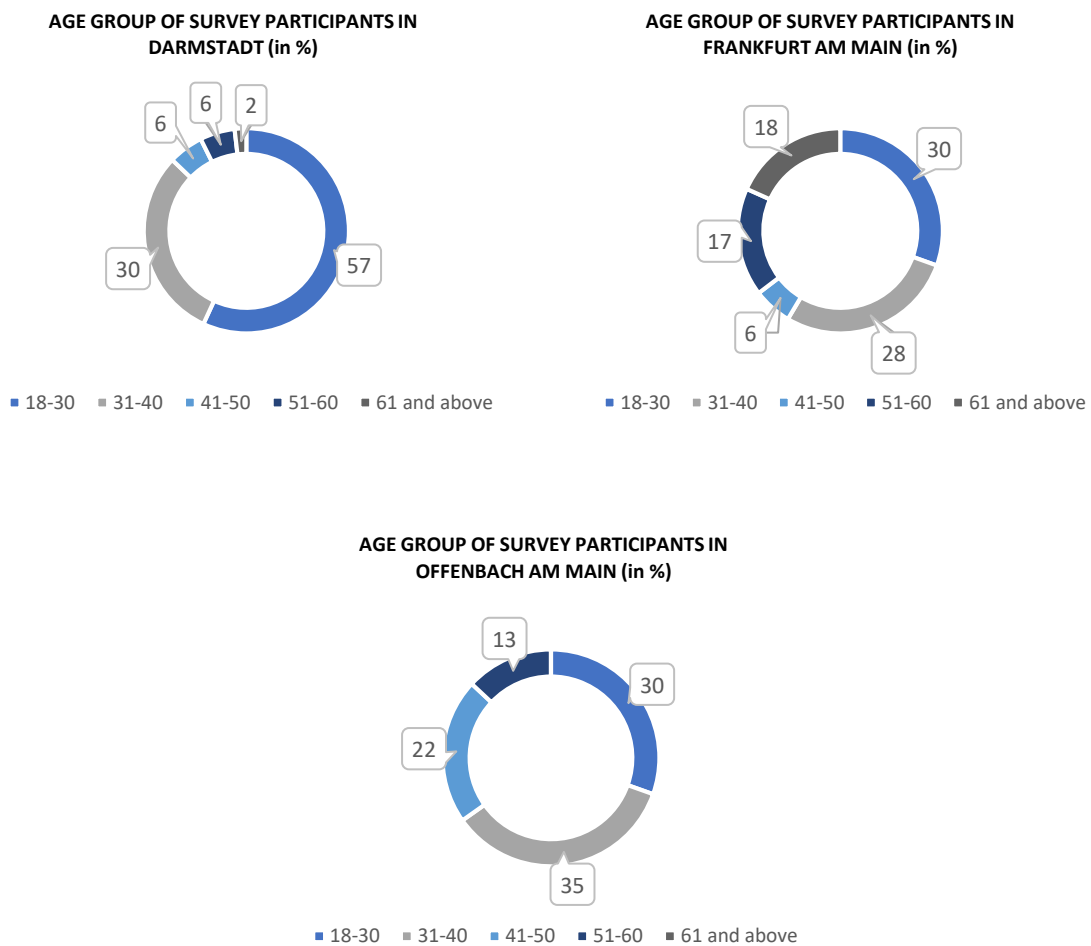 AGE GROUP OF SURVEY PARTICIPANTS IN
DARMSTADT (in %)
6
6
2
30
57
18-30 31-40 41-50 51-60 61 and above
AGE GROUP OF SURVEY PARTICIPANTS IN
FRANKFURT AM MAIN (in %)
18
30
17
6
28
18-30 31-40 41-50 51-60 61 and above
AGE GROUP OF SURVEY PARTICIPANTS IN
OFFENBACH AM MAIN (in %)
13
30
22
35
18-30 31-40 41-50 51-60 61 and above